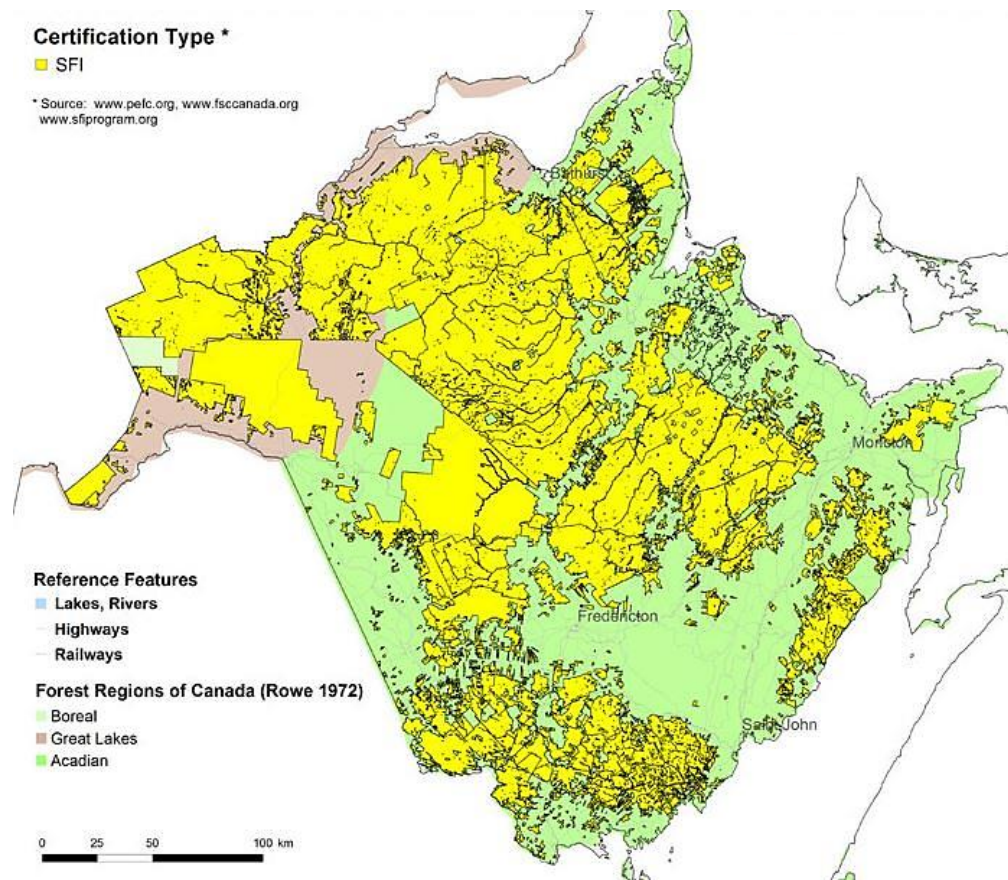 Certification Type *
SFI
* Source: www.pefc.org, www.fsccanada.org
www.sfiprogram.org
Bathurst
Moncton
Fredericton
Saint John
Reference Features
Lakes, Rivers
Highways
Railways
Forest Regions of Canada (Rowe 1972)
Boreal
Great Lakes
Acadian
0 25 50 100 km